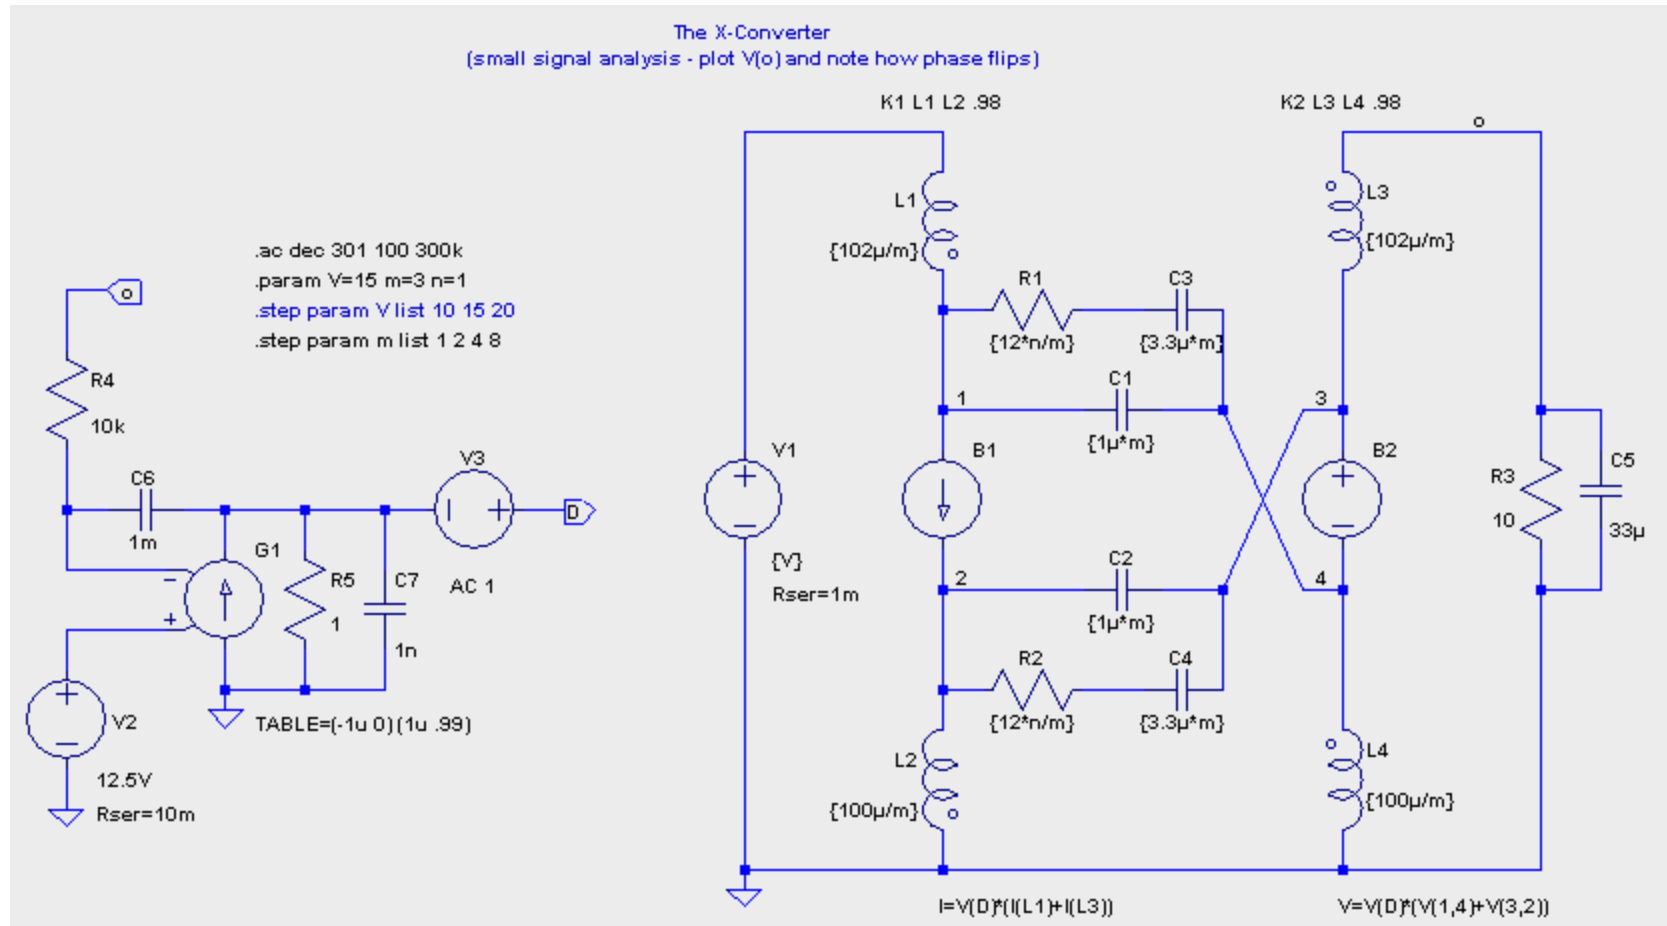 The X-Converter
(small signal analysis - plot V(o) and note how phase flips)
K1 L1 L2 .98
K2 L3 L4 .98
o
L1
{102µ/m}
L3
{102µ/m}
.ac dec 301 100 300k
.param V=15 m=3 n=1
.step param V list 10 15 20
.step param m list 1 2 4 8
o
R1
{12*n/m}
C3
{3.3µ*m}
R4
10k
C1
{1µ*m}
1
3
V1
{V}
Rser=1m
B1
B2
R3
10
C5
33µ
V3
AC 1
D
C6
1m
G1
R5
1
C7
1n
C2
{1µ*m}
2
4
R2
{12*n/m}
C4
{3.3µ*m}
V2
12.5V
Rser=10m
TABLE=(-1u 0)(1u .99)
L2
{100µ/m}
L4
{100µ/m}
I=V(D)*(I(L1)+I(L3))
V=V(D)*(V(1,4)+V(3,2))